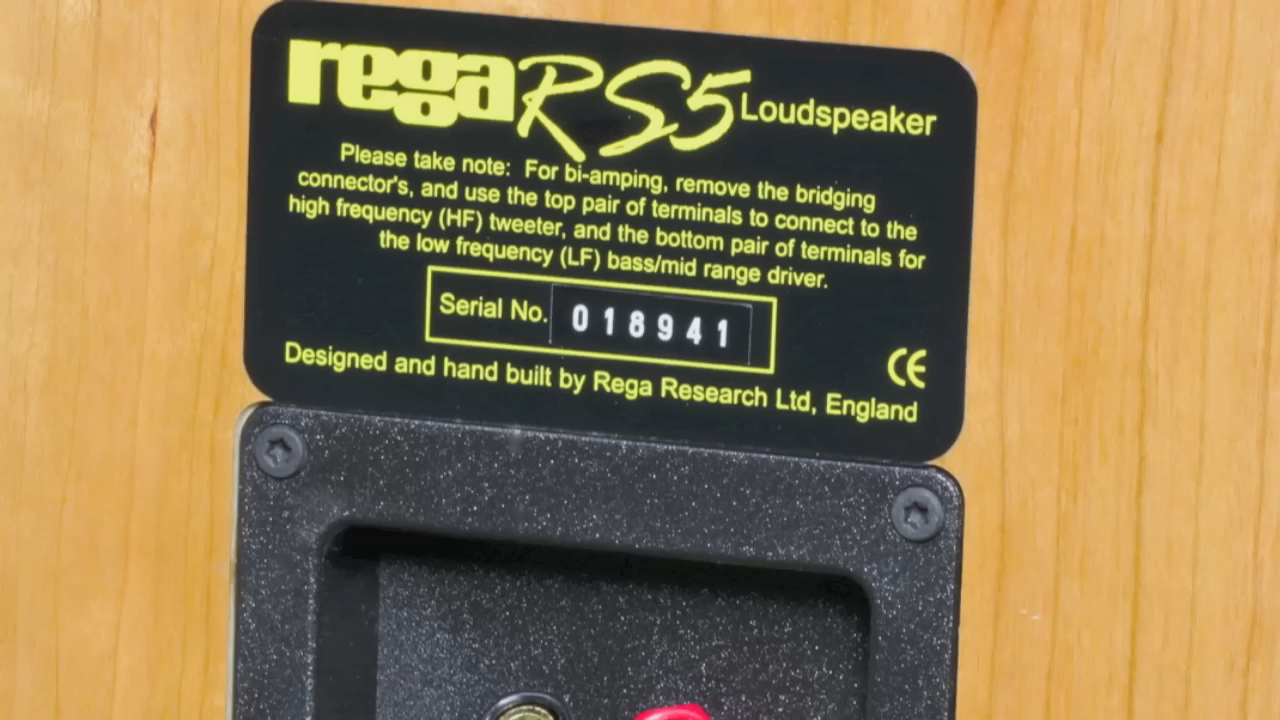 rega RS5 Loudspeaker
Please take note: For bi-amping, remove the bridging
connector's, and use the top pair of terminals to connect to the
high frequency (HF) tweeter, and the bottom pair of terminals for
the low frequency (LF) bass/mid range driver.
Serial No. 018941
CE
Designed and hand built by Rega Research Ltd, England